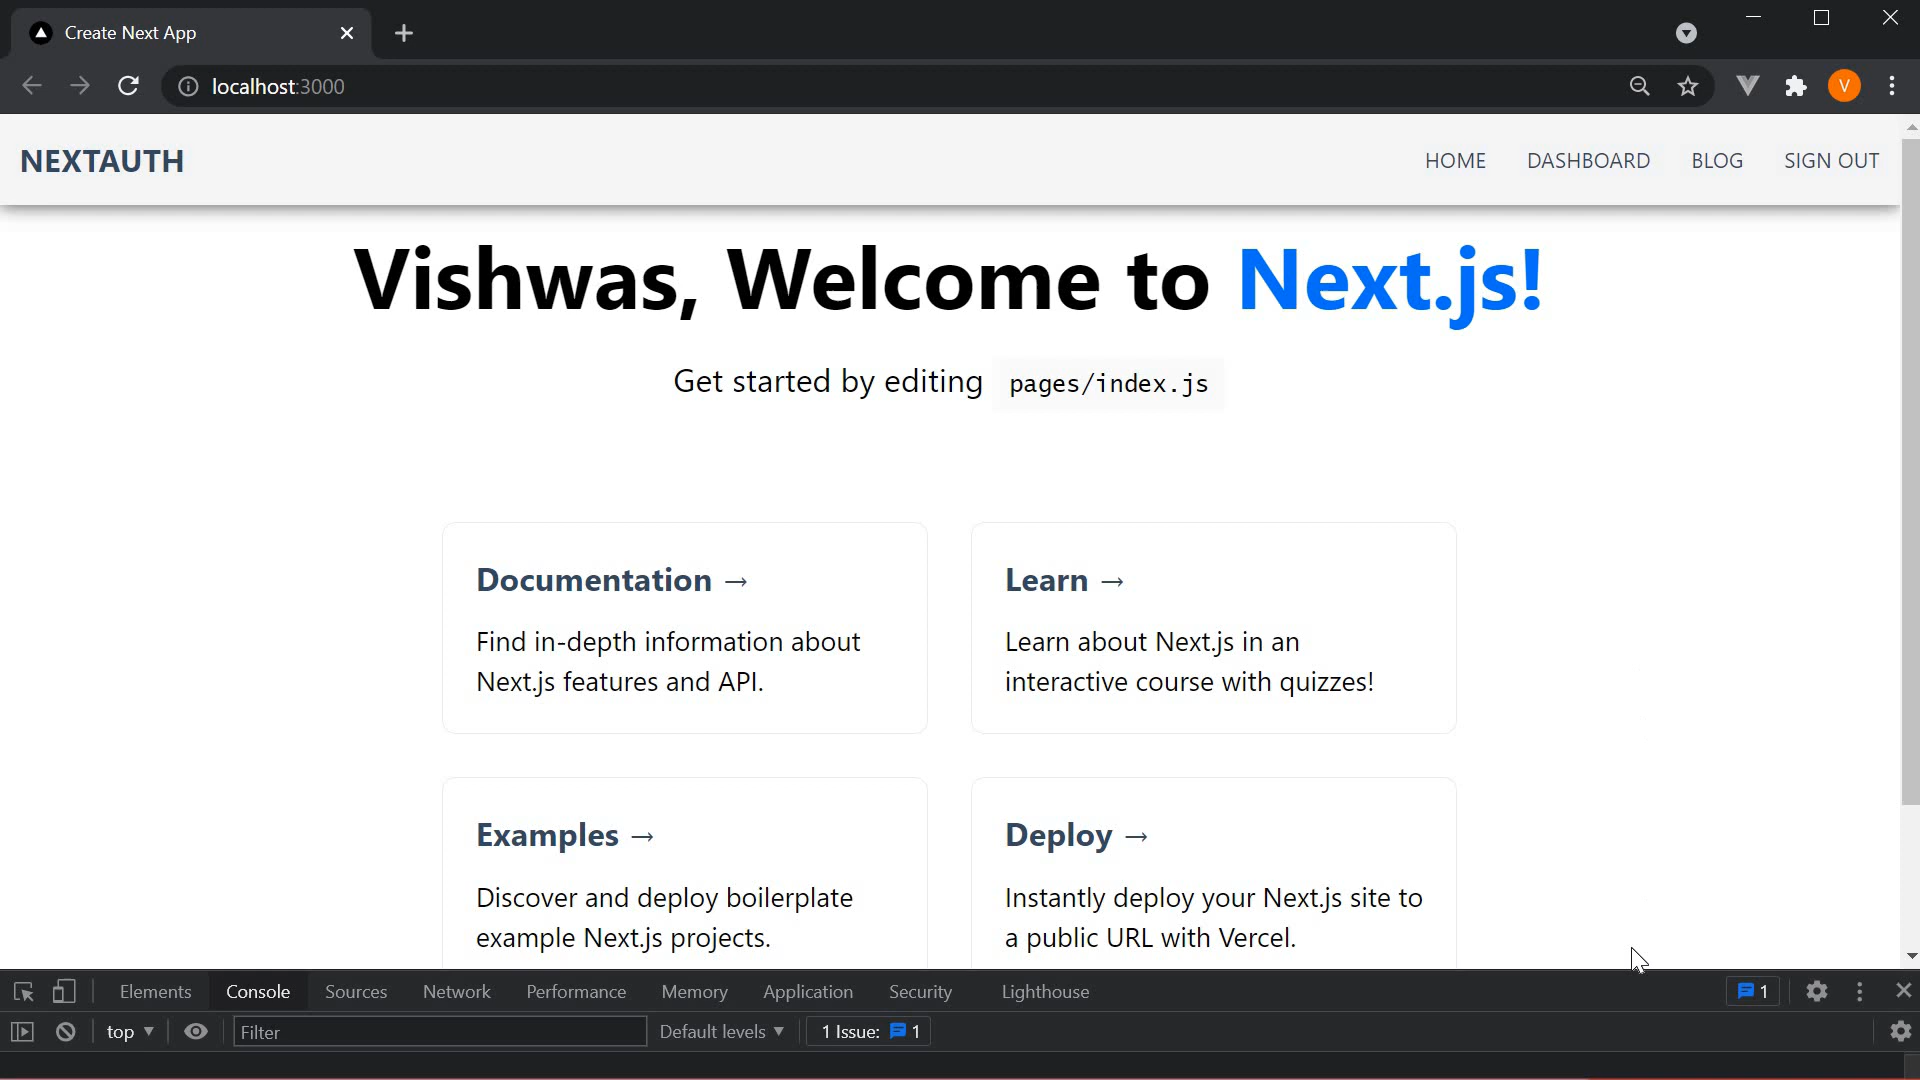 Create Next App
localhost:3000
V
NEXTAUTH
HOME DASHBOARD BLOG SIGN OUT
Vishwas, Welcome to Next.js!
Get started by editing pages/index.js
Documentation →
Find in-depth information about
Next.js features and API.
Learn →
Learn about Next.js in an
interactive course with quizzes!
Examples →
Discover and deploy boilerplate
example Next.js projects.
Deploy →
Instantly deploy your Next.js site to
a public URL with Vercel.
Elements Console Sources Network Performance Memory Application Security Lighthouse 1
top Filter Default levels 1 Issue: 1